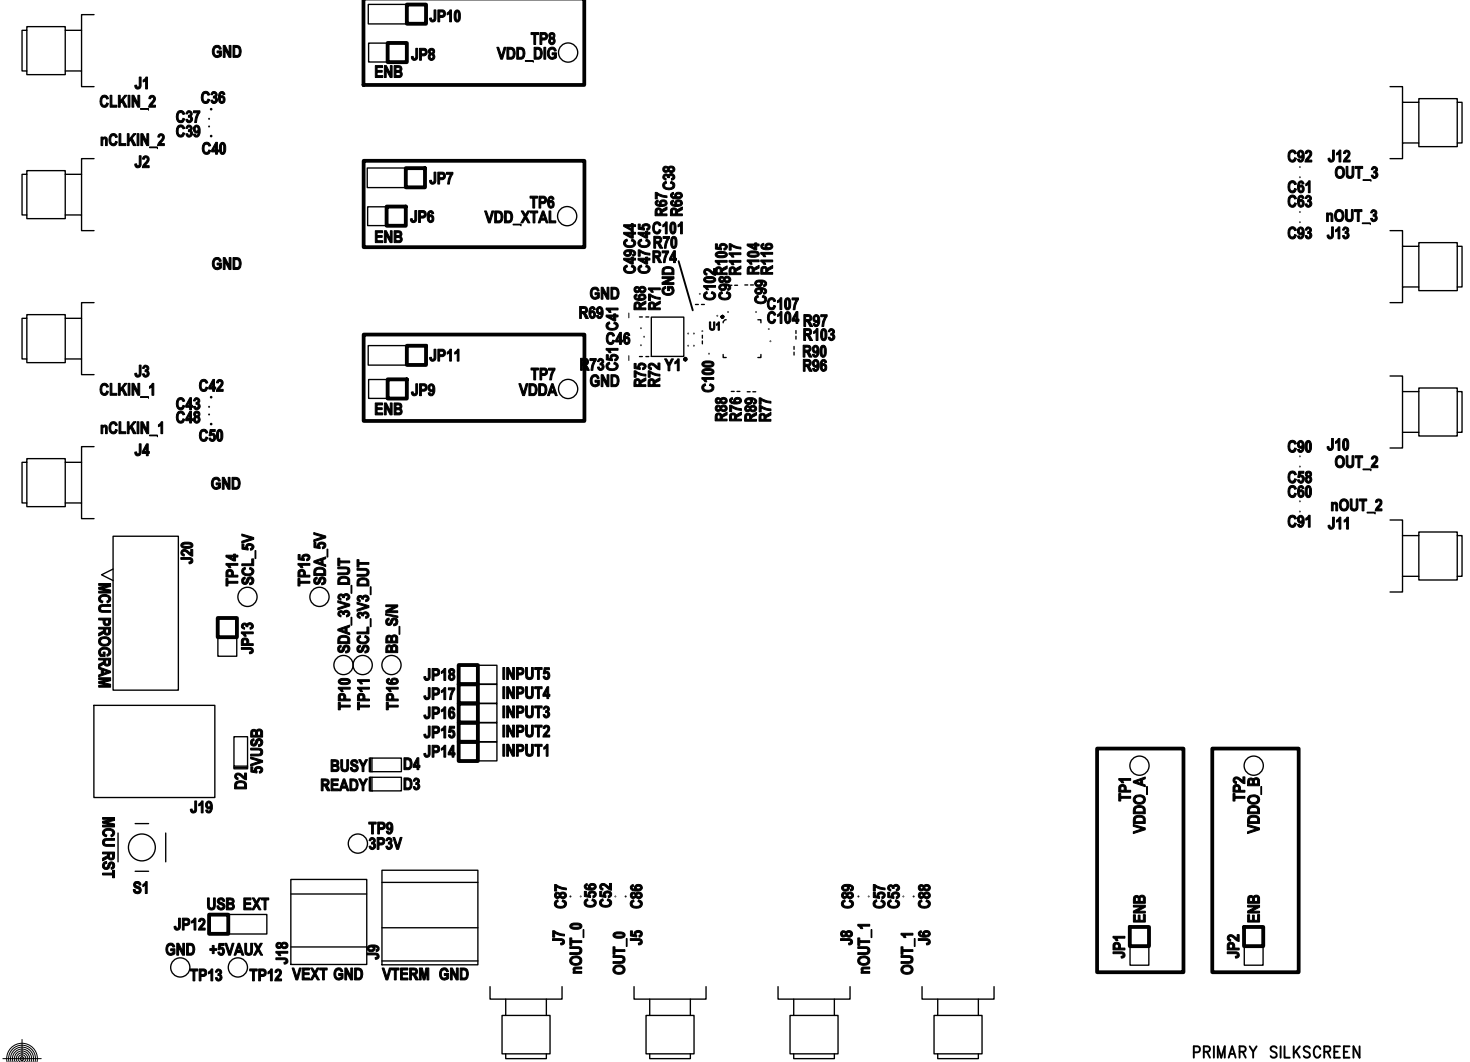 JP10
JP8
ENB
TP8
VDD_DIG
GND
J1
CLKIN_2
C36
C37
C39
C40
nCLKIN_2
J2
JP7
JP6
ENB
TP6
VDD_XTAL
GND
J3
CLKIN_1
C42
C43
C48
C50
nCLKIN_1
J4
GND
JP11
JP9
ENB
TP7
VDDA
C38
R67
R66
C101
R70
R74
C44
C49
C45
C47
GND
R105
R117
R104
R116
C102
C98
C99
C107
C104
R97
R103
R90
R96
GND
R68
R71
R69
C41
C46
C51
R73
GND
R75
R72
Y1
U1
C100
R88
R76
R89
R77
C92
J12
OUT_3
C61
C63
nOUT_3
C93
J13
C90
J10
OUT_2
C58
C60
nOUT_2
C91
J11
J20
MCU PROGRAM
TP14
SCL_5V
TP15
SDA_5V
JP13
SDA_3V3_DUT
TP10
SCL_3V3_DUT
TP11
BB_S/N
TP16
JP18 INPUT5
JP17 INPUT4
JP16 INPUT3
JP15 INPUT2
JP14 INPUT1
BUSY D4
READY D3
D2
5VUSB
J19
MCU RST
S1
TP9
3P3V
USB EXT
JP12
GND
TP13
+5VAUX
TP12
J18
VEXT GND
J9
VTERM GND
C87
C56
C52
C86
J7
nOUT_0
OUT_0
J5
C89
C57
C53
C88
J8
nOUT_1
OUT_1
J6
TP1
VDDO_A
ENB
JP1
TP2
VDDO_B
ENB
JP2
PRIMARY SILKSCREEN